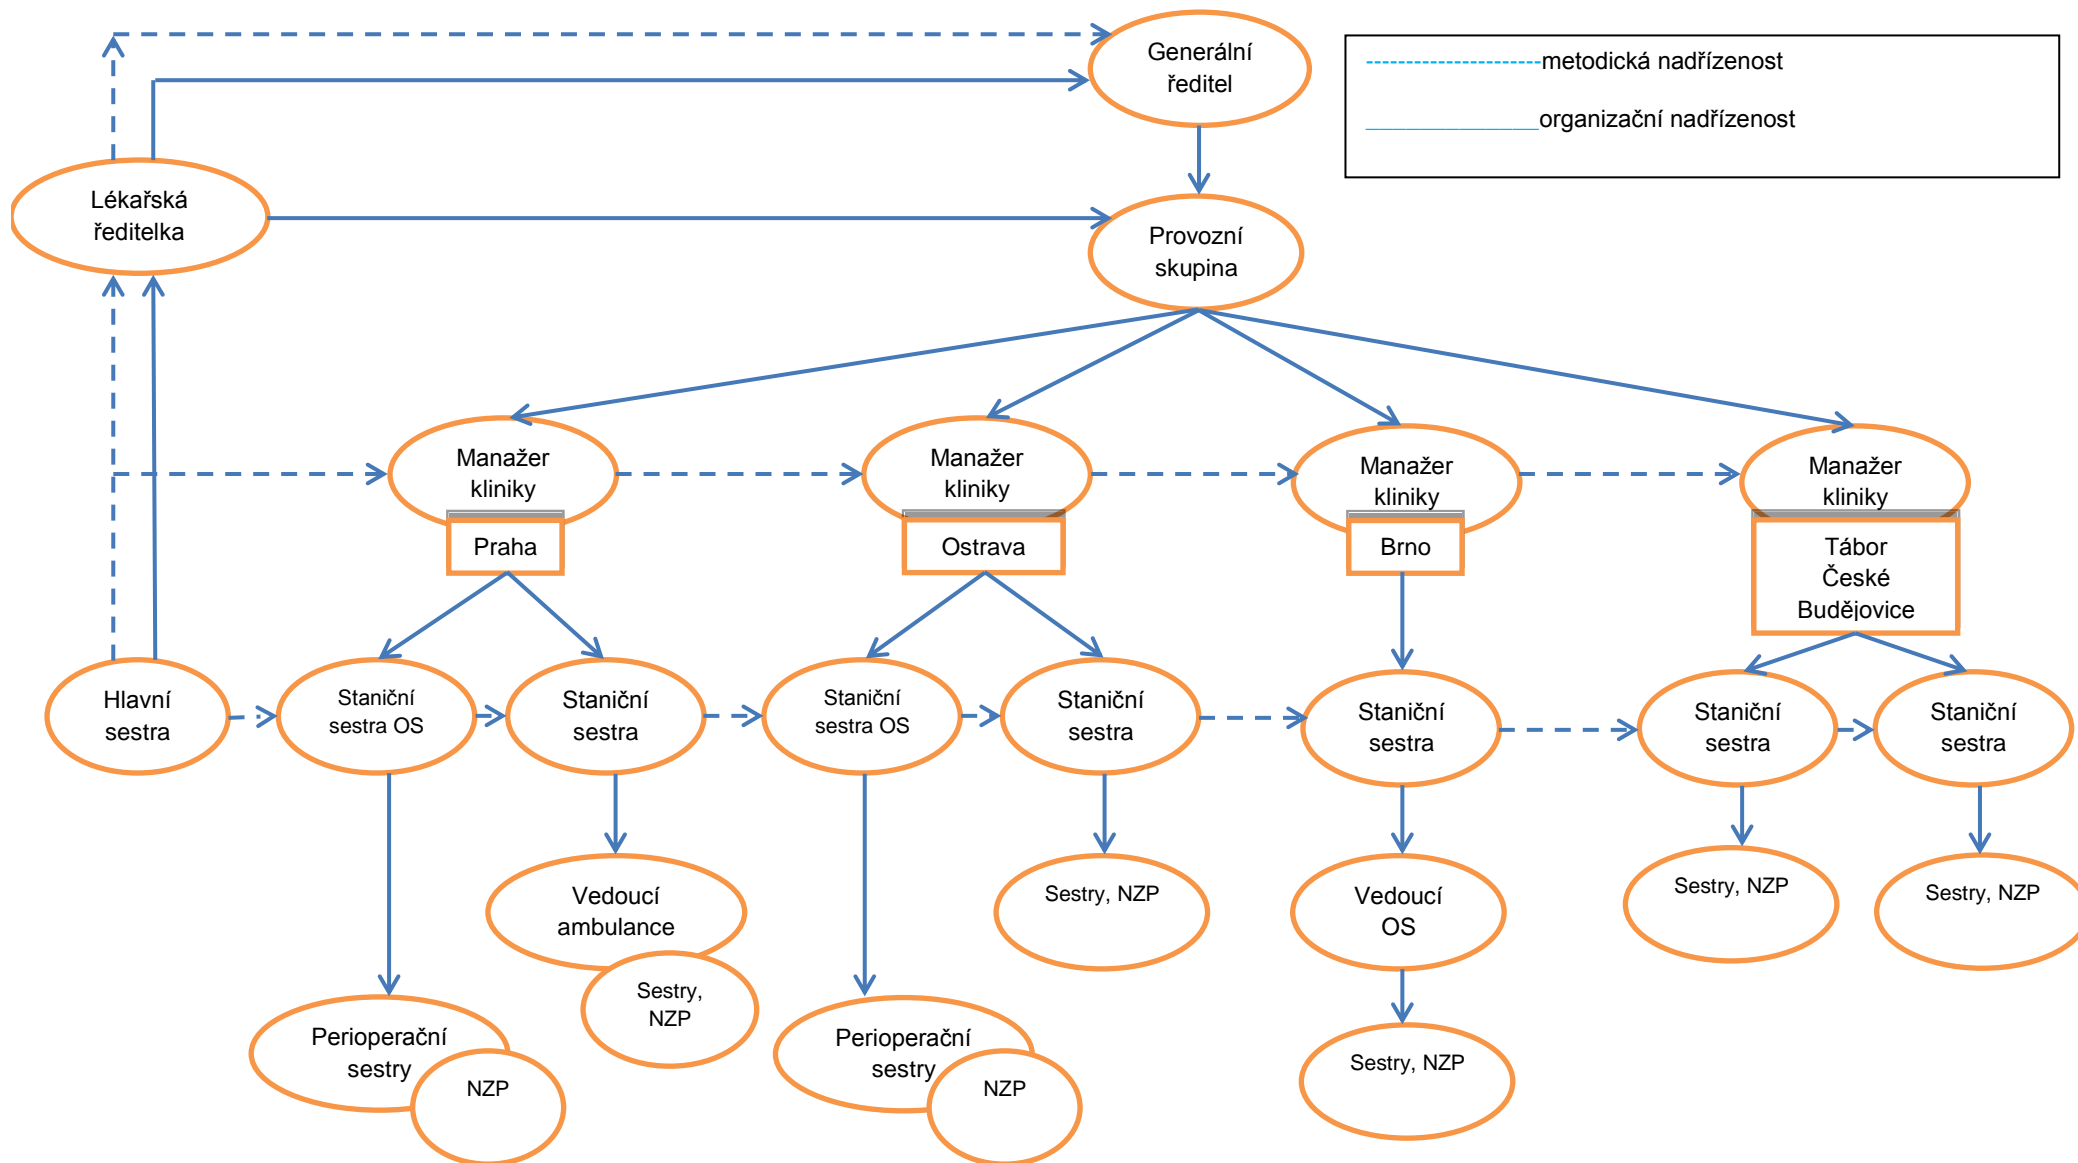 Generální
ředitel
-----------------------metodická nadřízenost
_____________organizační nadřízenost
Lékařská
ředitelka
Provozní
skupina
Manažer
kliniky
Praha
Manažer
kliniky
Ostrava
Manažer
kliniky
Brno
Manažer
kliniky
Tábor
České
Budějovice
Hlavní
sestra
Staniční
sestra OS
Staniční
sestra
Staniční
sestra OS
Staniční
sestra
Staniční
sestra
Staniční
sestra
Staniční
sestra
Vedoucí
ambulance
Sestry,
NZP
Sestry, NZP
Vedoucí
OS
Sestry, NZP
Sestry, NZP
Perioperační
sestry
NZP
Perioperační
sestry
NZP
Sestry, NZP